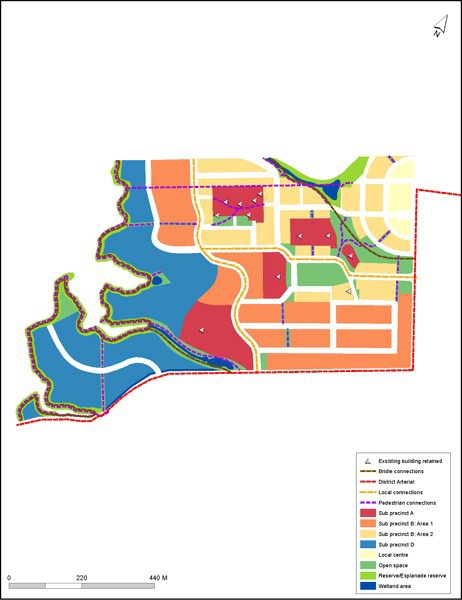 N
Exsisting building retained
Bridle connections
District Arterial
Local connections
Pedestrian connections
Sub precinct A
Sub precinct B: Area 1
Sub precinct B: Area 2
Sub precinct D
Local centre
Open space
Reserve/Esplanade reserve
Wetland area
0 220 440 M